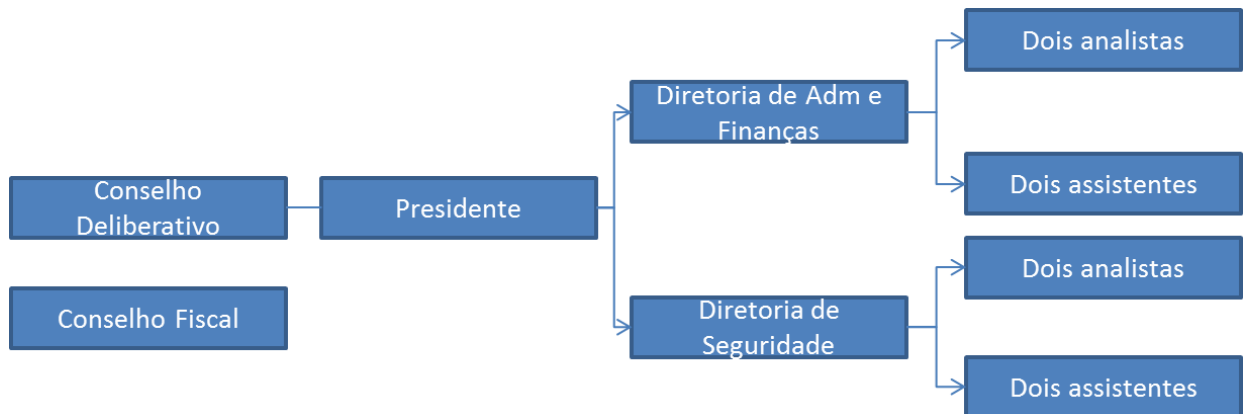 Conselho
Deliberativo
Conselho Fiscal
Presidente
Diretoria de Adm e
Finanças
Dois analistas
Dois assistentes
Diretoria de
Seguridade
Dois analistas
Dois assistentes